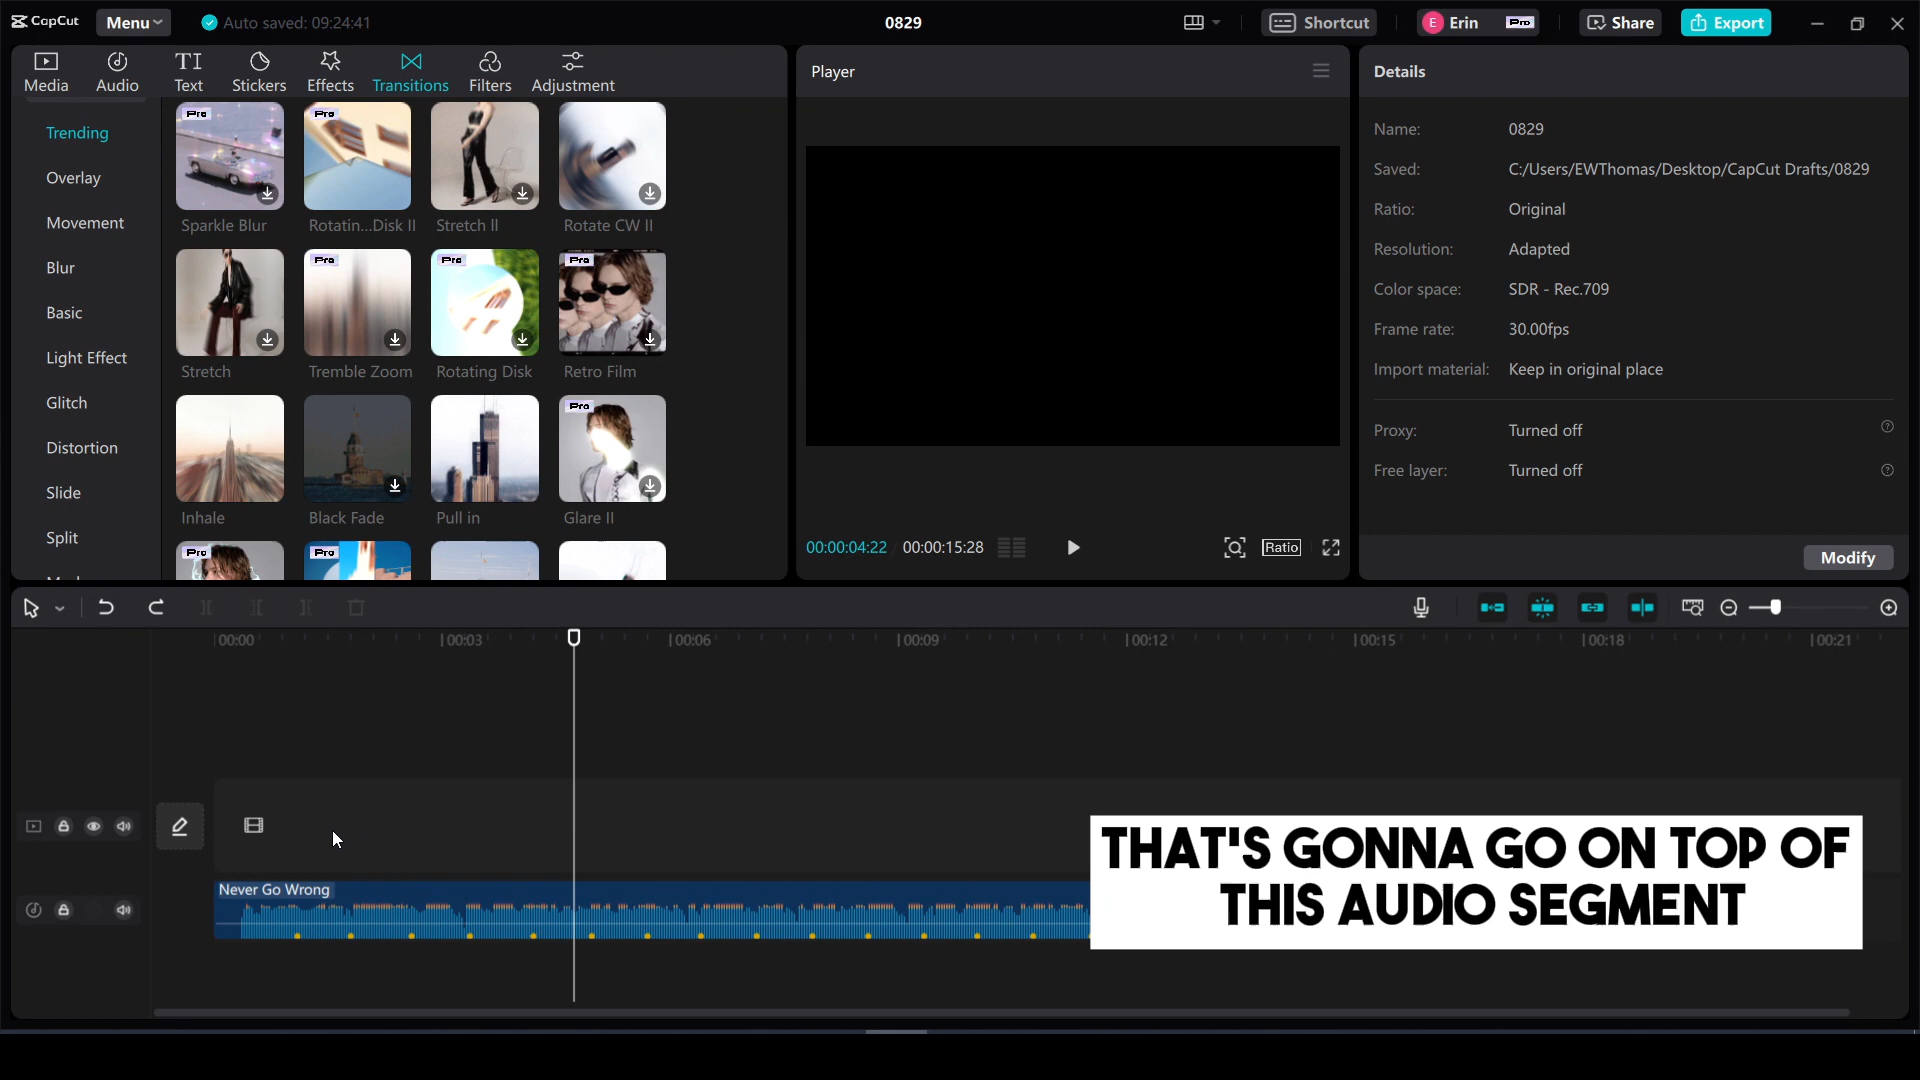 CapCut
Menu
Auto saved: 09:24:41
0829
Shortcut
E
Erin
Pro
Share
Export
Media
Audio
TI
Text
Stickers
Effects
Transitions
Filters
Adjustment
Player
Details
Trending
Overlay
Movement
Blur
Basic
Light Effect
Glitch
Distortion
Slide
Split
Pro
Pro
Sparkle Blur
Rotatin...Disk II
Stretch II
Rotate CW II
Pro
Pro
Pro
Stretch
Tremble Zoom
Rotating Disk
Retro Film
Pro
Inhale
Black Fade
Pull in
Glare II
Pro
Pro
00:00:04:22
00:00:15:28
Ratio
Name: 0829
Saved: C:/Users/EWThomas/Desktop/CapCut Drafts/0829
Ratio: Original
Resolution: Adapted
Color space: SDR - Rec.709
Frame rate: 30.00fps
Import material: Keep in original place
Proxy: Turned off
Free layer: Turned off
Modify
00:00
00:03
00:06
00:09
00:12
00:15
00:18
00:21
Never Go Wrong
THAT'S GONNA GO ON TOP OF
THIS AUDIO SEGMENT